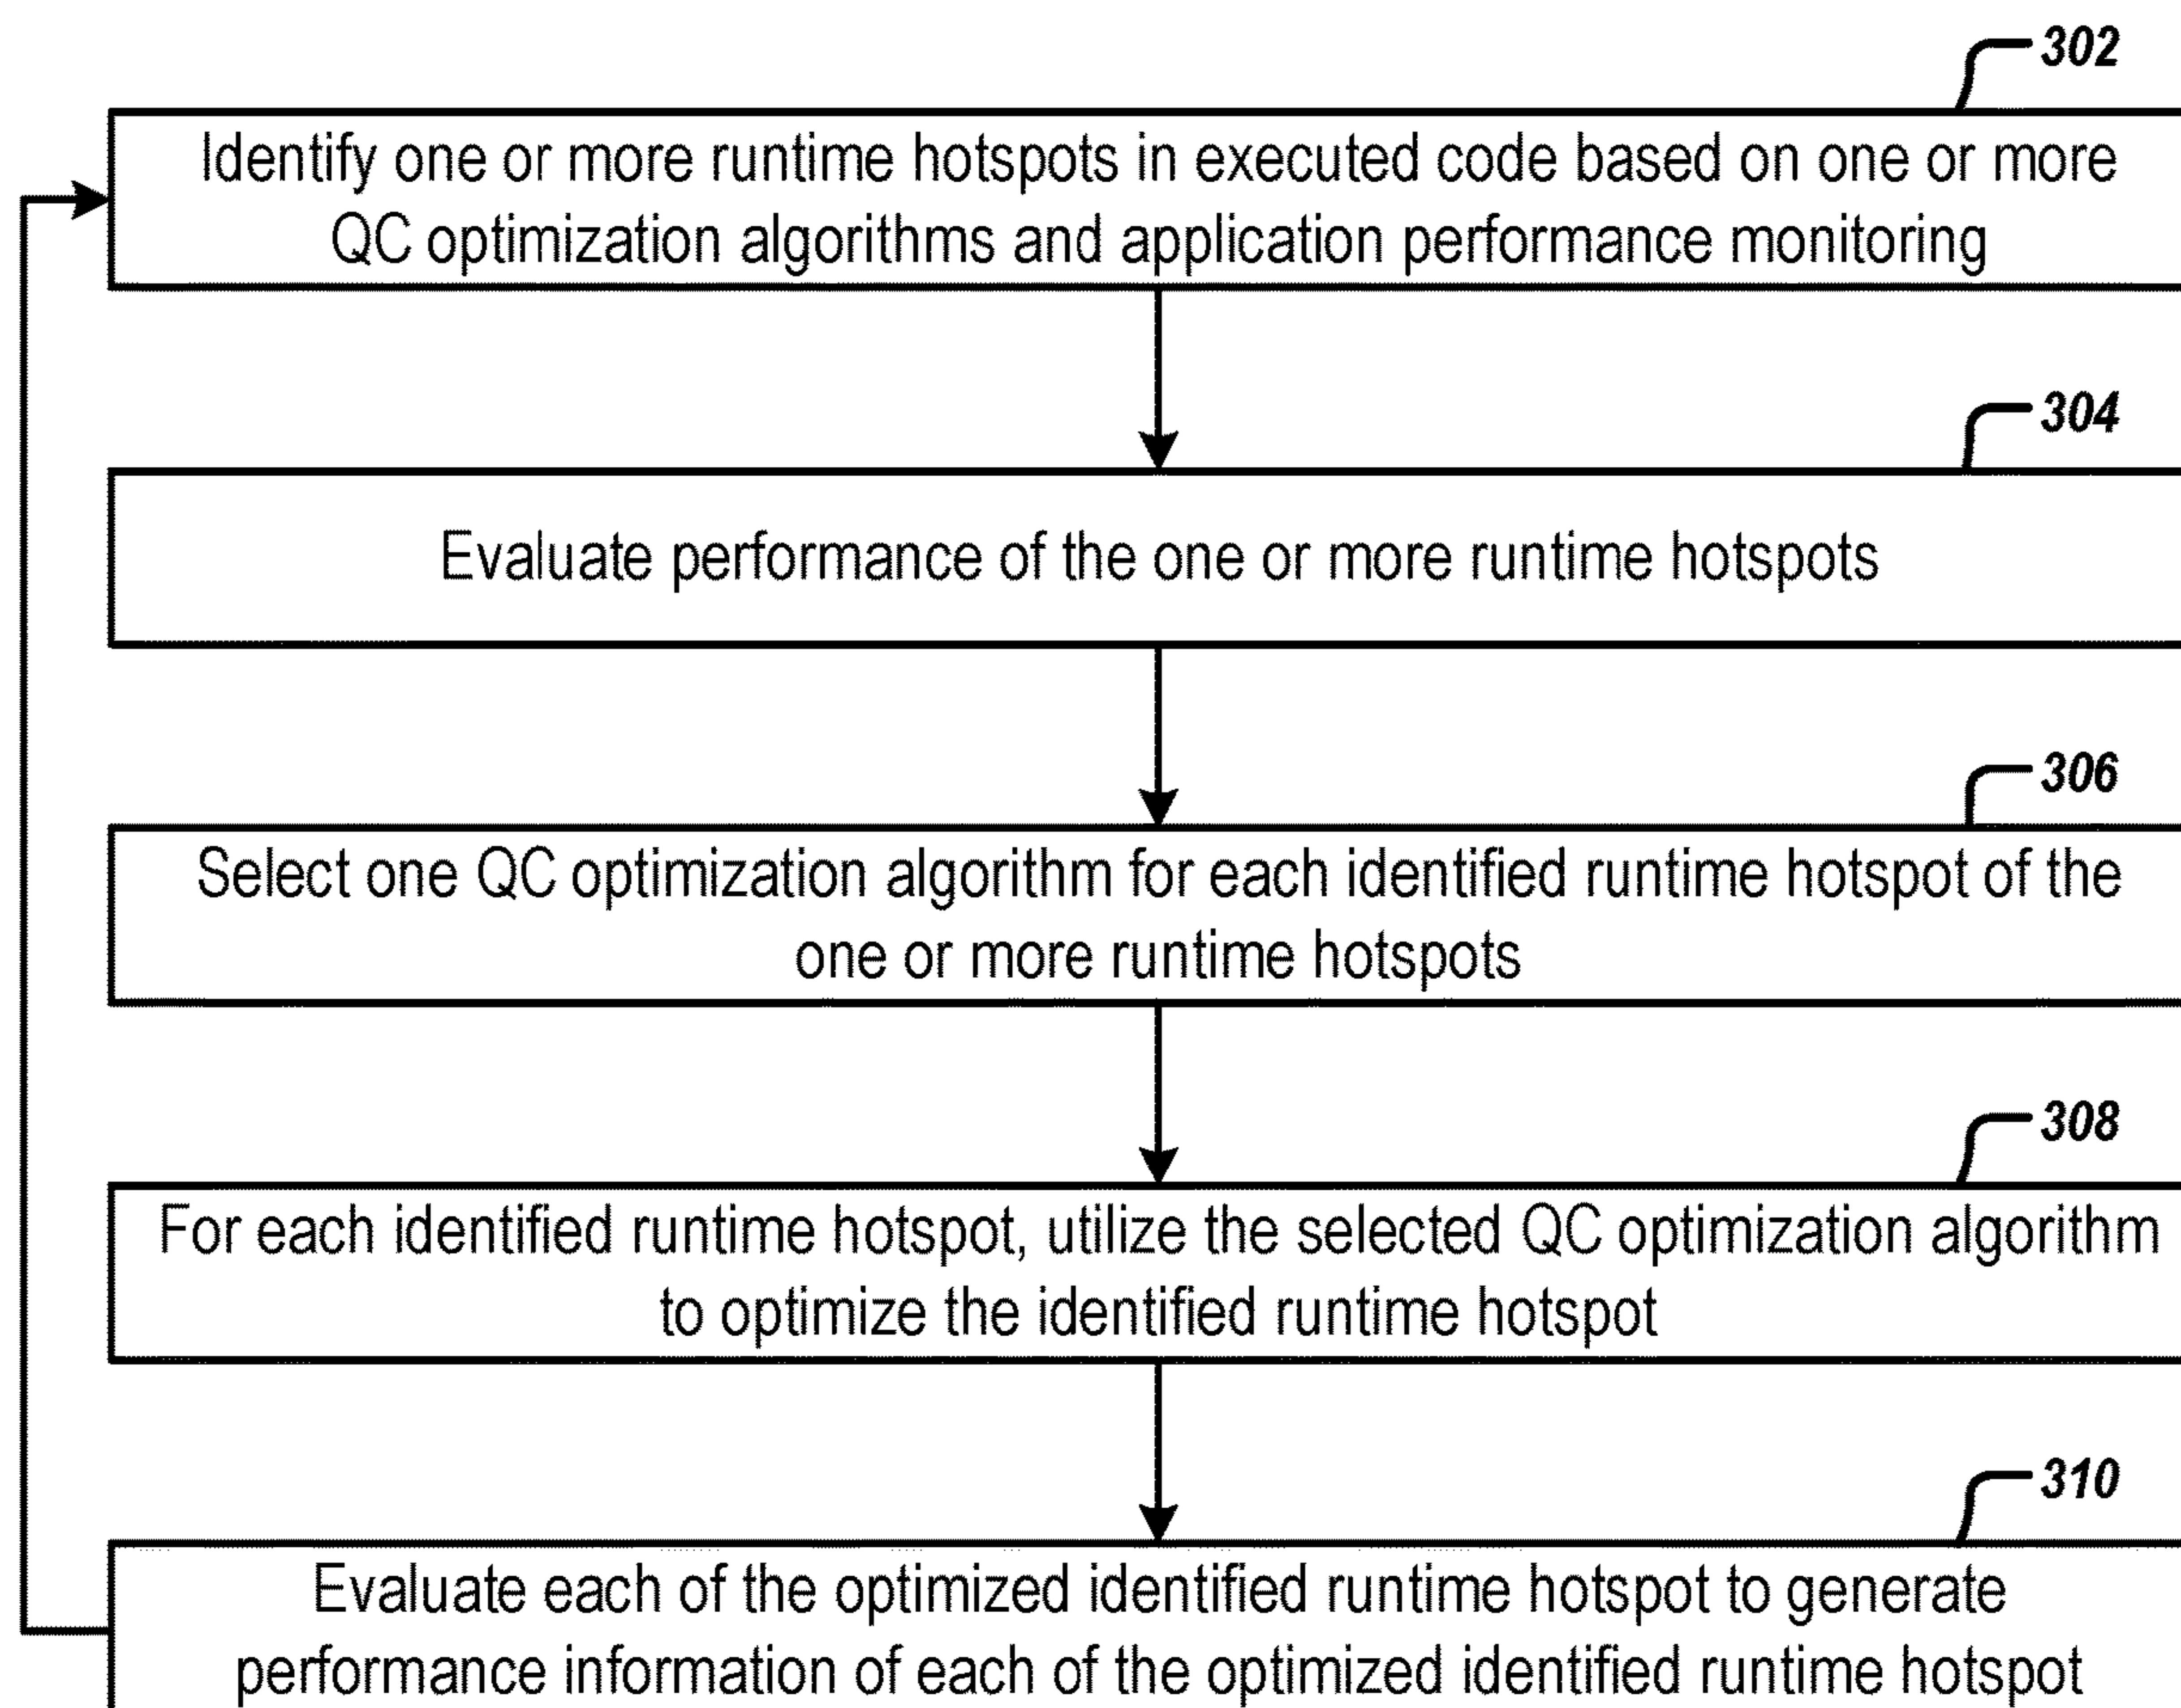 302
Identify one or more runtime hotspots in executed code based on one or more
QC optimization algorithms and application performance monitoring
304
Evaluate performance of the one or more runtime hotspots
306
Select one QC optimization algorithm for each identified runtime hotspot of the
one or more runtime hotspots
308
For each identified runtime hotspot, utilize the selected QC optimization algorithm
to optimize the identified runtime hotspot
310
Evaluate each of the optimized identified runtime hotspot to generate
performance information of each of the optimized identified runtime hotspot